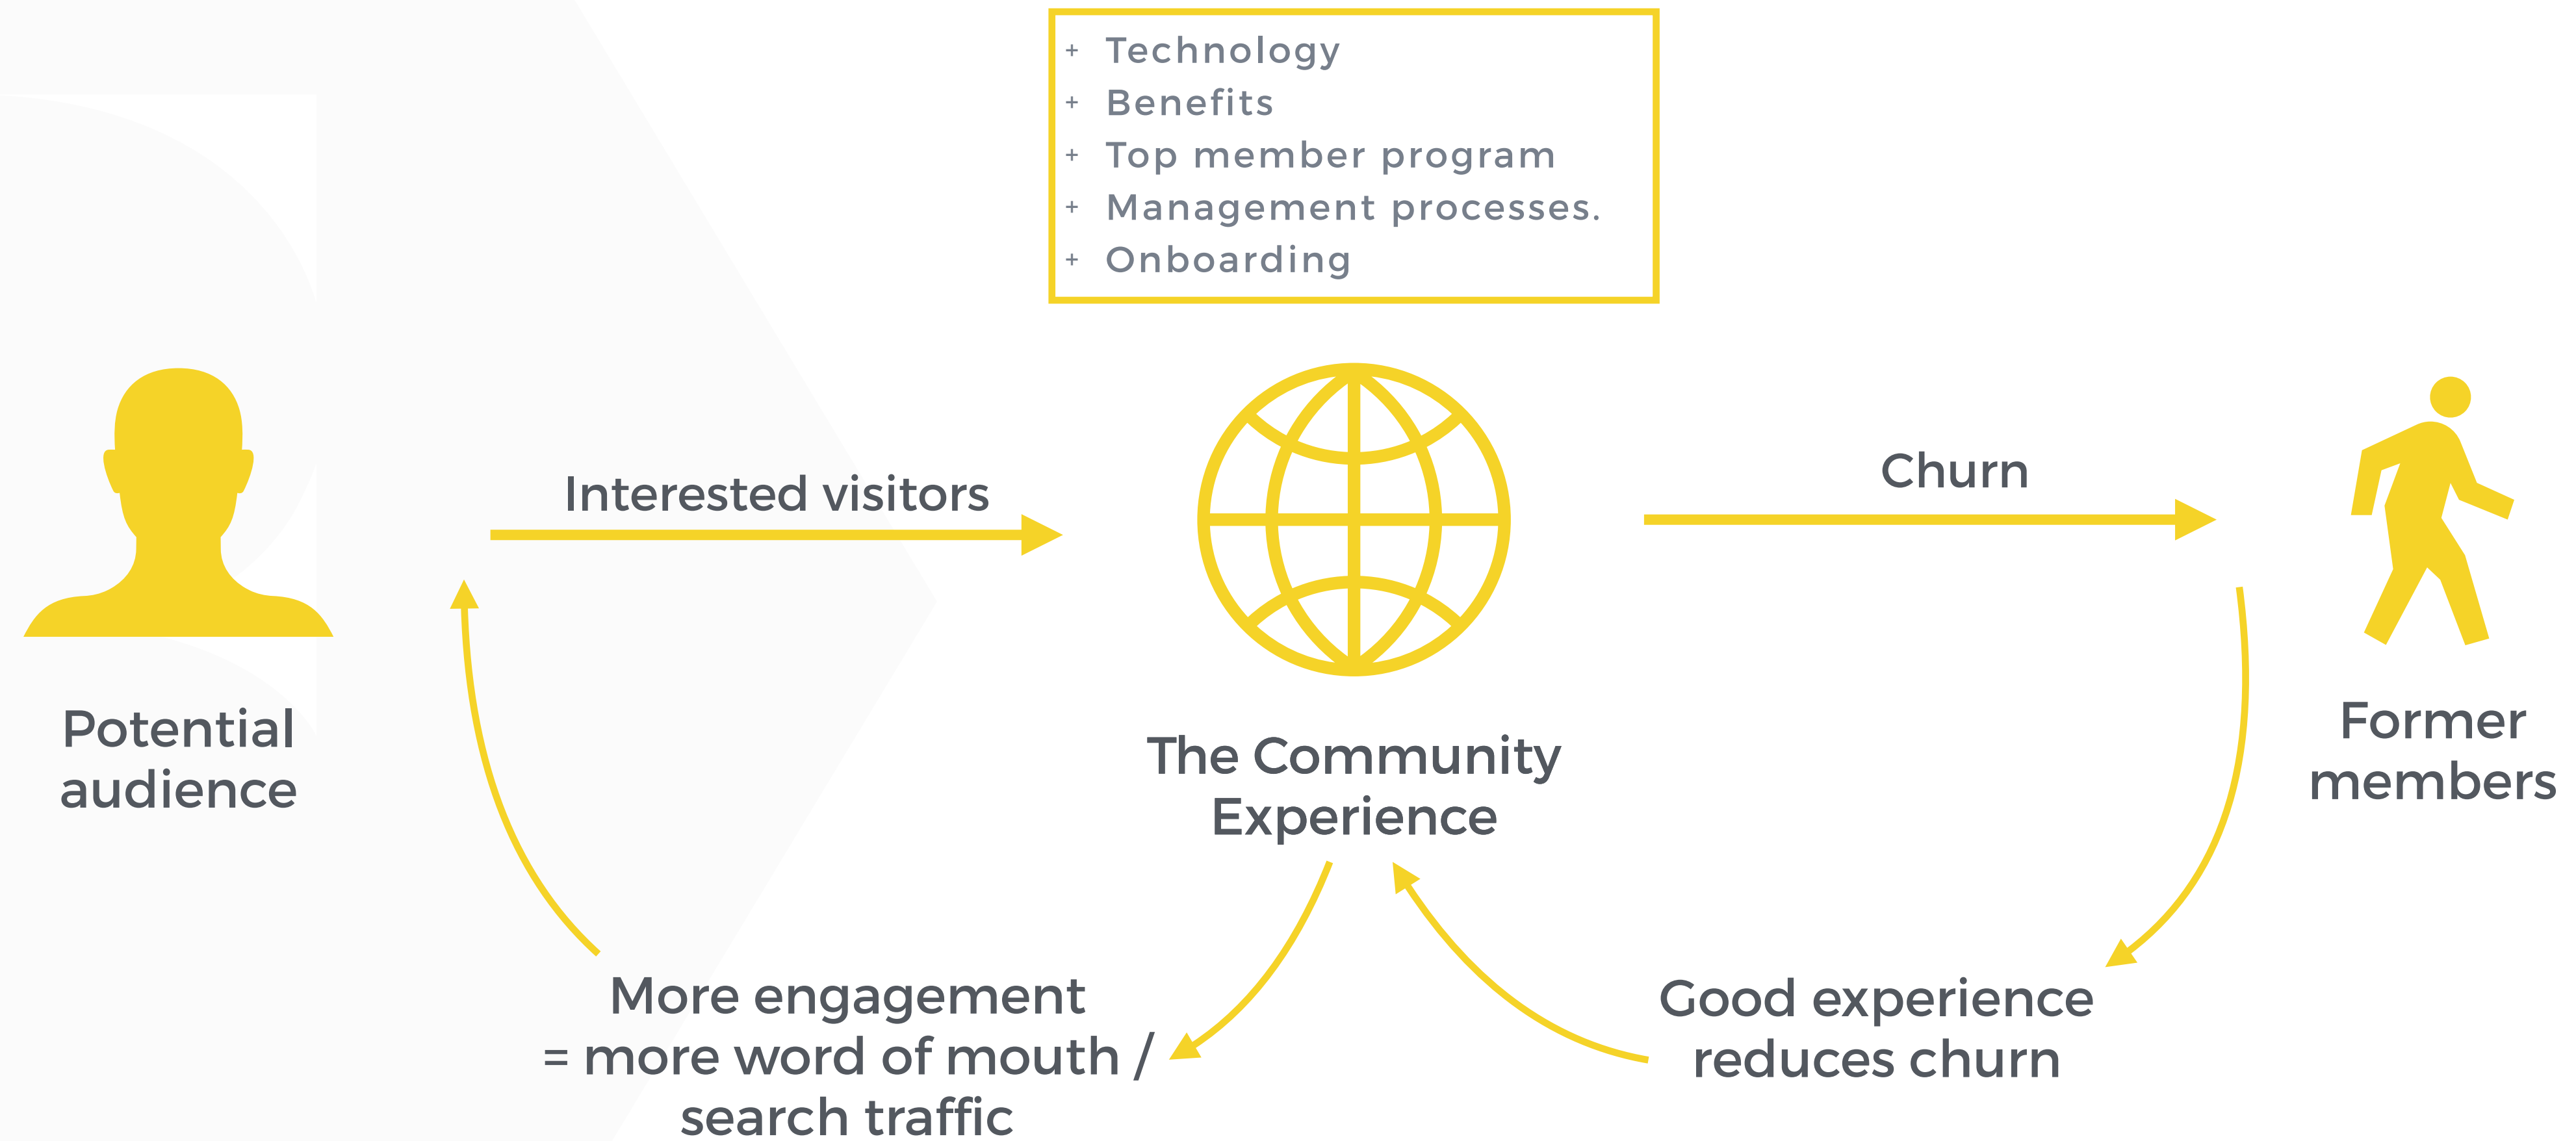 + Technology
+ Benefits
+ Top member program
+ Management processes.
+ Onboarding
Interested visitors
Churn
Potential
audience
The Community
Experience
Former
members
More engagement
= more word of mouth /
search traffic
Good experience
reduces churn